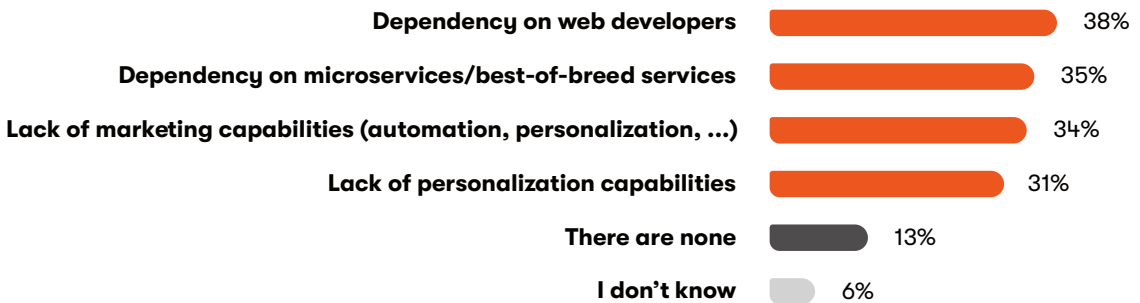 Dependency on web developers 38%
Dependency on microservices/best-of-breed services 35%
Lack of marketing capabilities (automation, personalization, ...) 34%
Lack of personalization capabilities 31%
There are none 13%
I don't know 6%